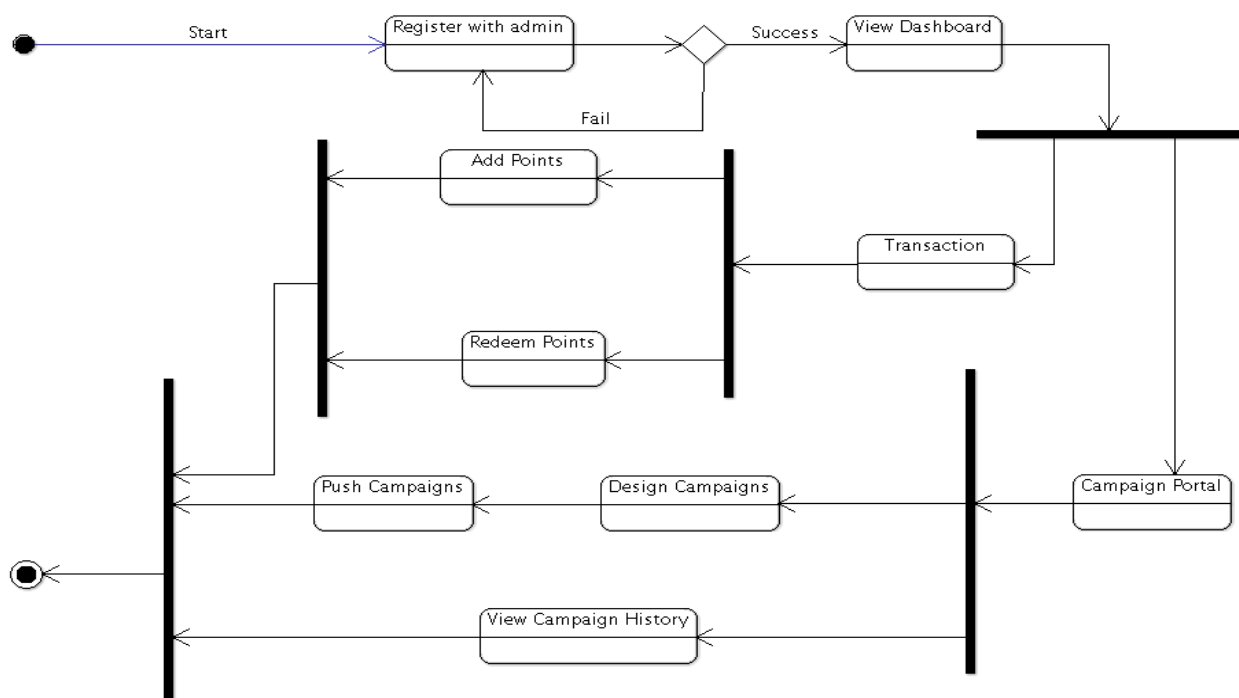 Start
Register with admin
Success
View Dashboard
Fail
Add Points
Transaction
Redeem Points
Push Campaigns
Design Campaigns
Campaign Portal
View Campaign History